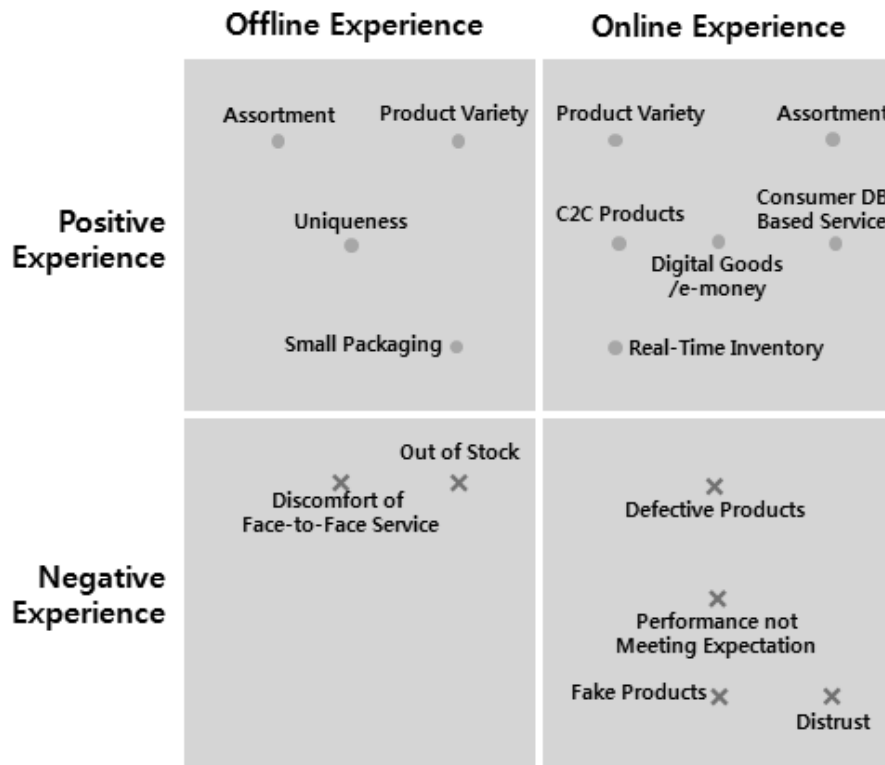 Offline Experience
Online Experience
Positive
Experience
Assortment
Product Variety
Uniqueness
Small Packaging
Product Variety
Assortment
C2C Products
Consumer DB
Based Service
Digital Goods
/e-money
Real-Time Inventory
Negative
Experience
Out of Stock
Discomfort of
Face-to-Face Service
Defective Products
Performance not
Meeting Expectation
Fake Products
Distrust